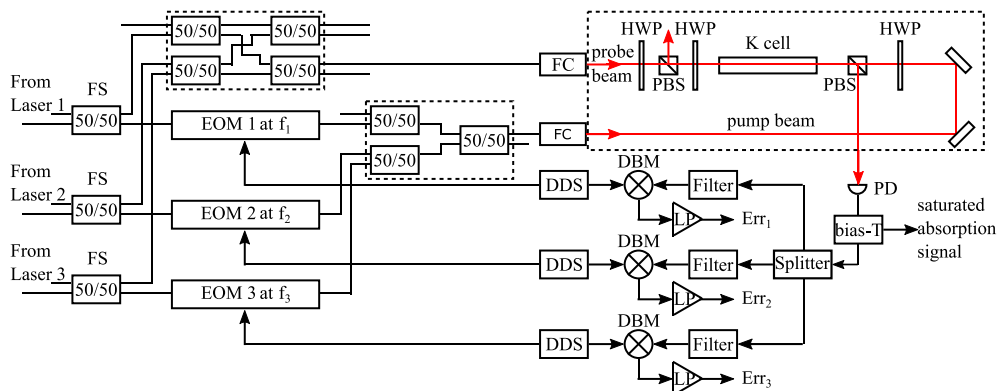 50/50 50/50
50/50 50/50
HWP HWP HWP
probe
beam
K cell
PBS PBS
FC
From
Laser 1
FS
50/50
EOM 1 at f₁
50/50
50/50
50/50
FC
pump beam
From
Laser 2
FS
50/50
EOM 2 at f₂
DDS
DBM
Filter
LP
Err₁
PD
bias-T
saturated
absorption
signal
From
Laser 3
FS
50/50
EOM 3 at f₃
DDS
DBM
Filter
Splitter
LP
Err₂
DDS
DBM
Filter
LP
Err₃